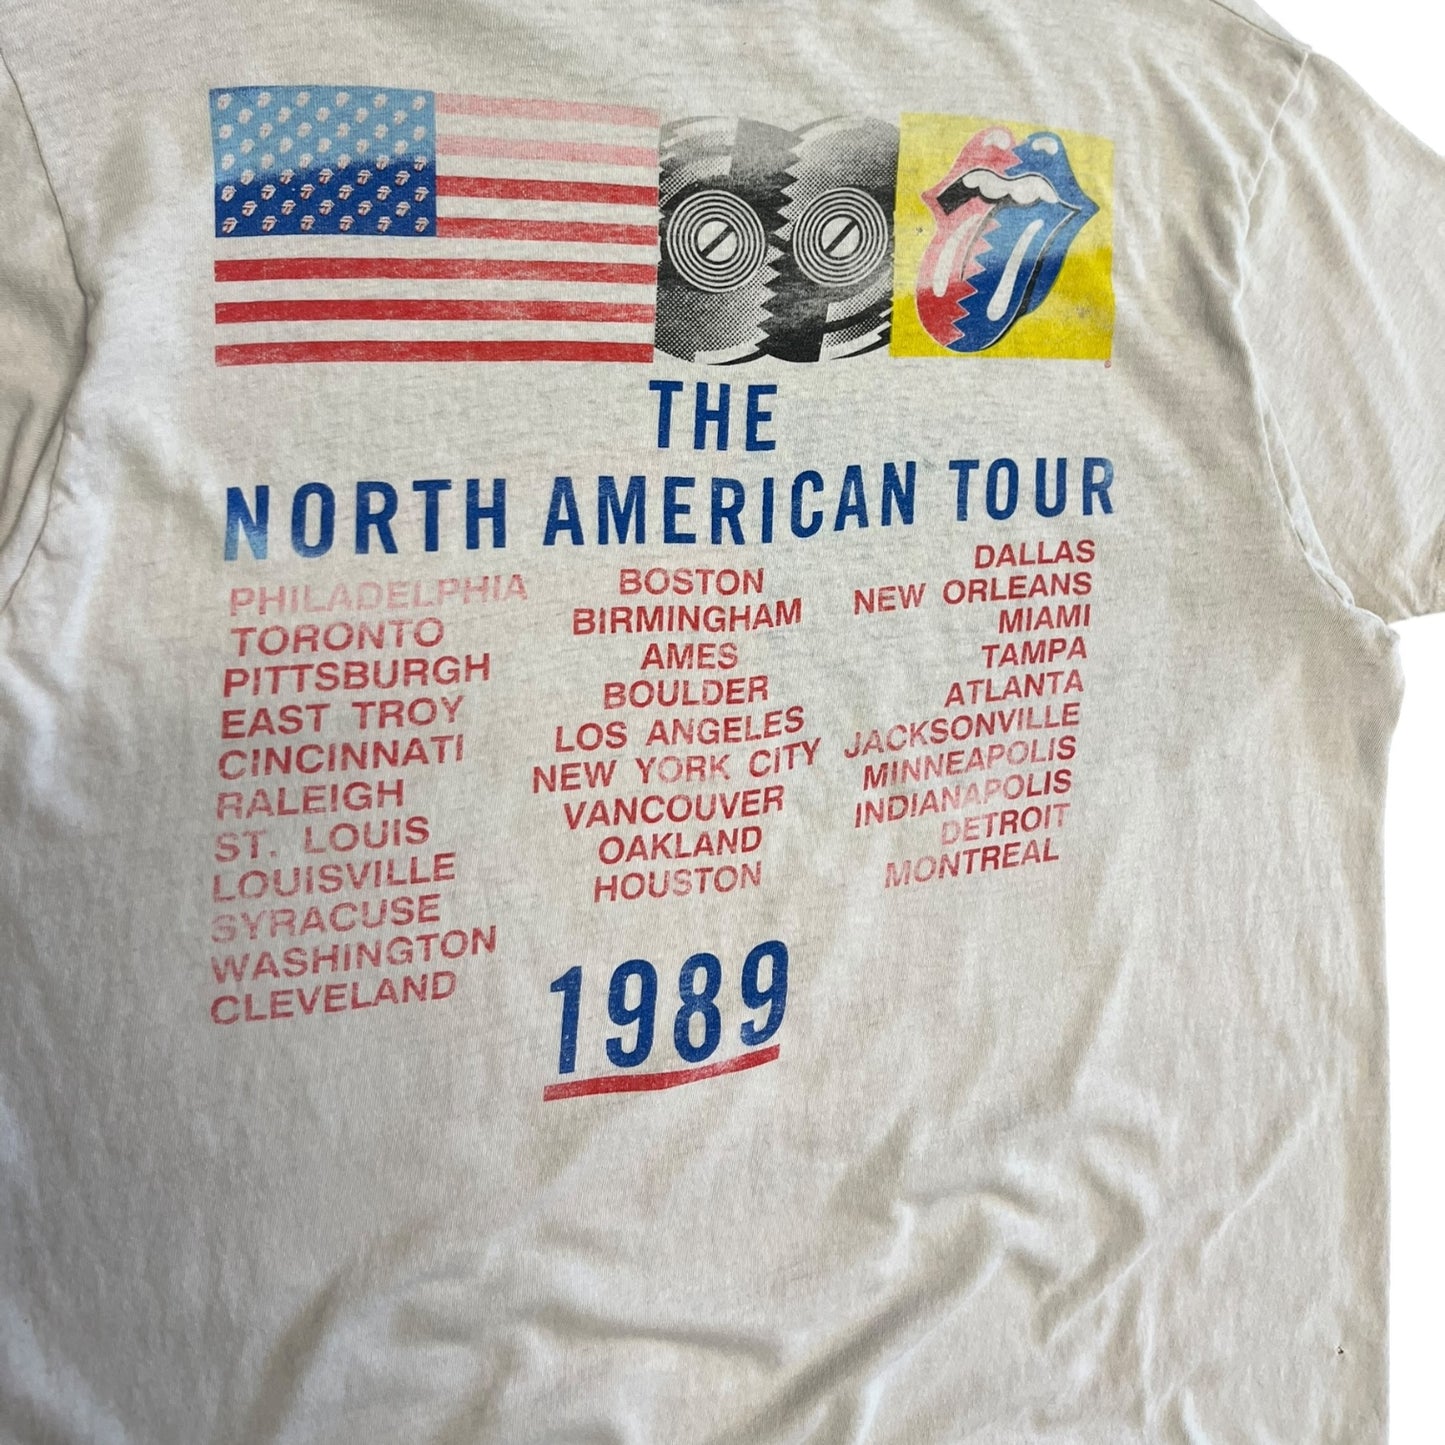 THE
NORTH AMERICAN TOUR
PHILADELPHIA
TORONTO
PITTSBURGH
EAST TROY
CINCINNATI
RALEIGH
ST. LOUIS
LOUISVILLE
SYRACUSE
WASHINGTON
CLEVELAND
BOSTON
BIRMINGHAM
AMES
BOULDER
LOS ANGELES
NEW YORK CITY
VANCOUVER
OAKLAND
HOUSTON
DALLAS
NEW ORLEANS
MIAMI
TAMPA
ATLANTA
JACKSONVILLE
MINNEAPOLIS
INDIANAPOLIS
DETROIT
MONTREAL
1989